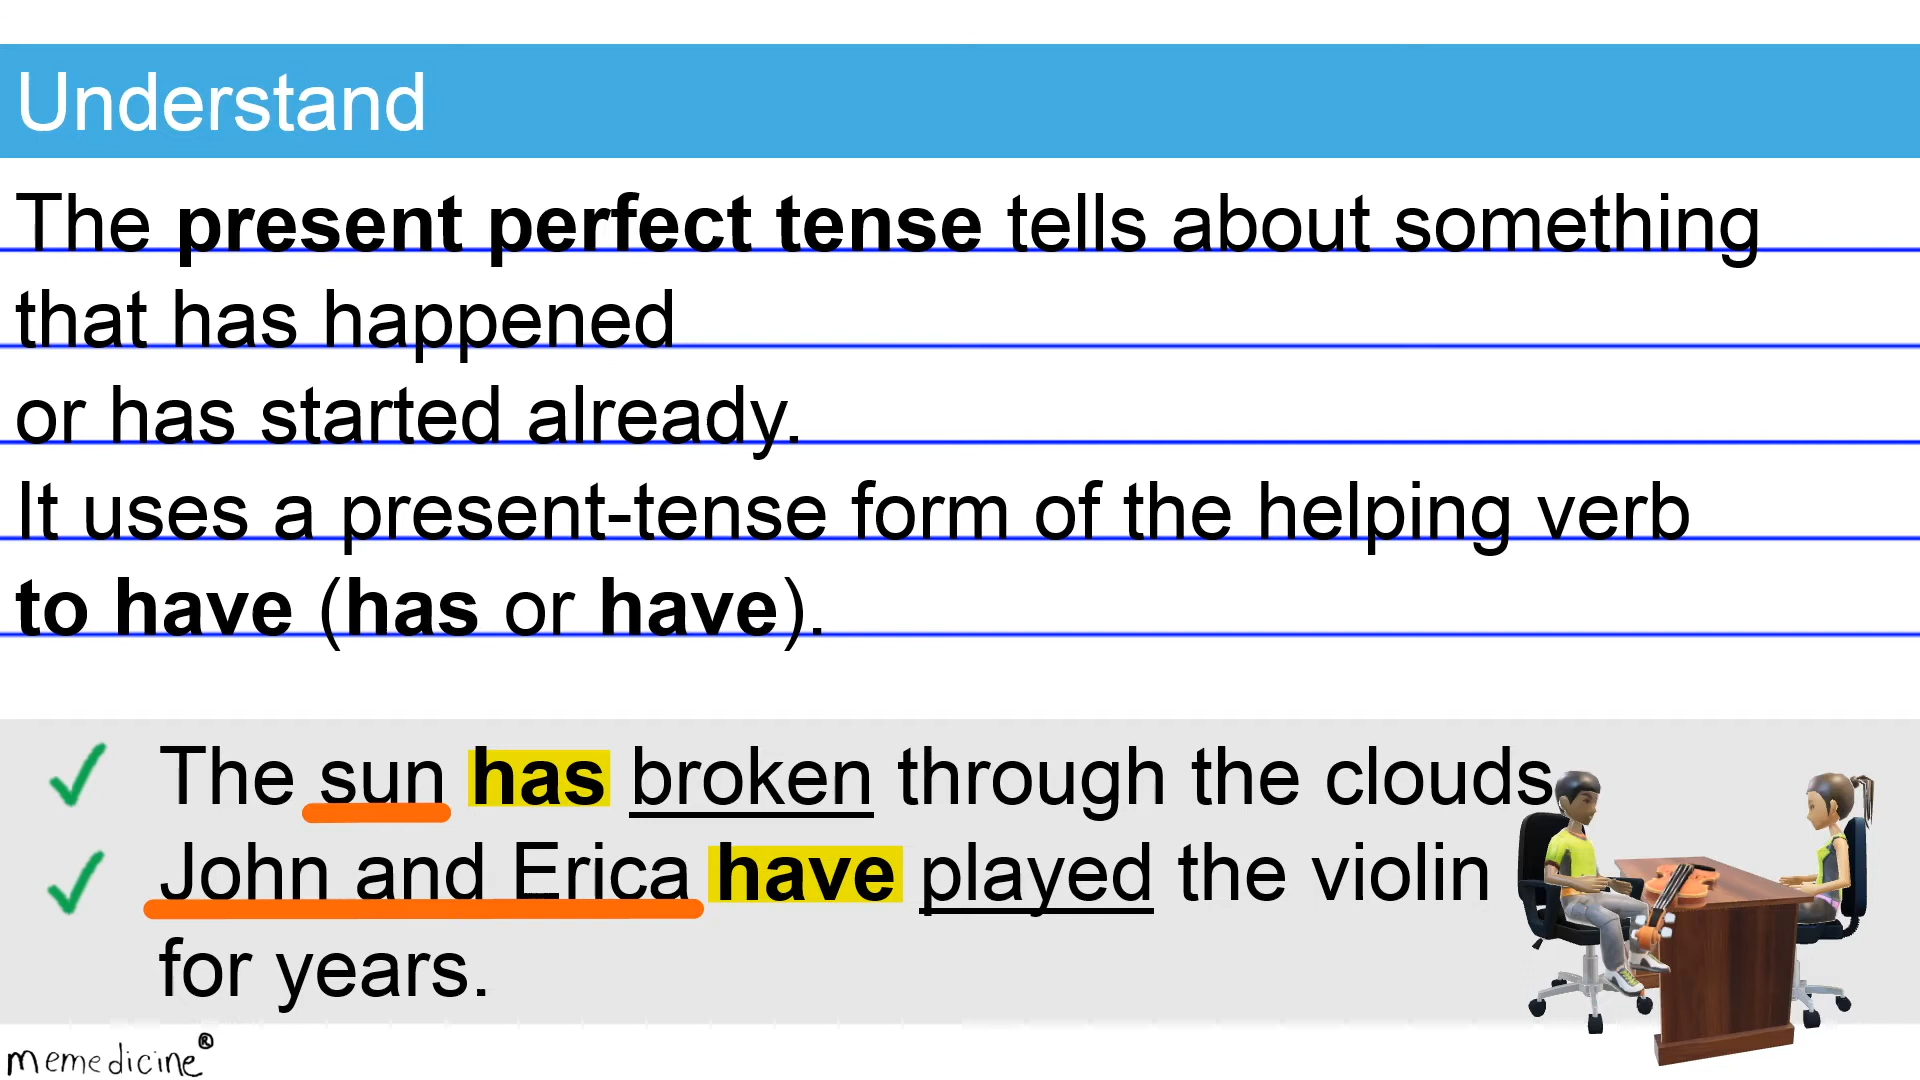 Understand
The present perfect tense tells about something
that has happened
or has started already.
It uses a present-tense form of the helping verb
to have (has or have).
The sun has broken through the clouds
John and Erica have played the violin
for years.
memedicine®